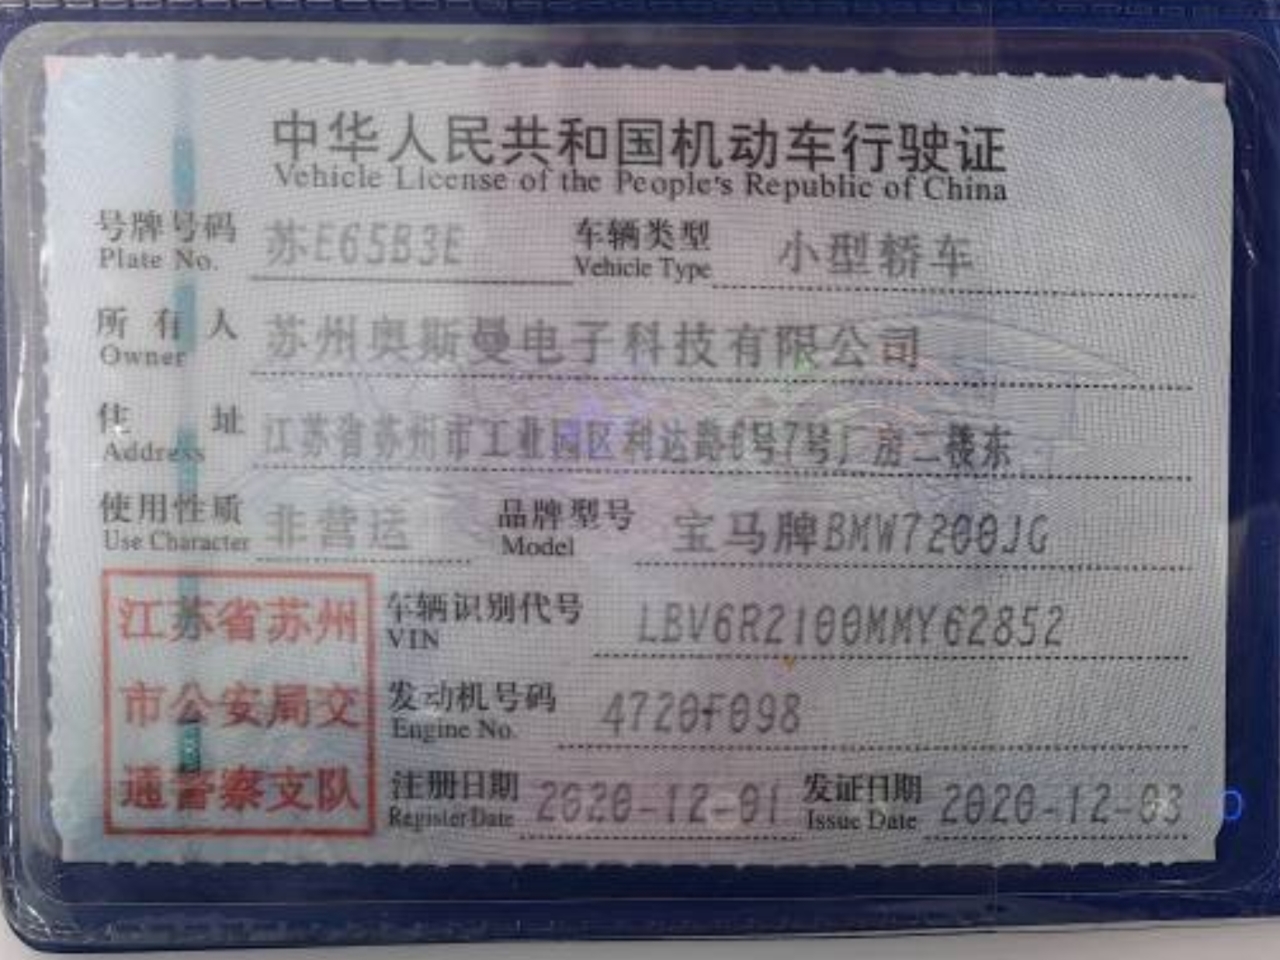 中华人民共和国机动车行驶证
Vehicle License of the People's Republic of China
号牌号码 苏E65B3E 车辆类型 小型轿车
Plate No. Vehicle Type
所有人 苏州奥斯曼电子科技有限公司
Owner
住址 江苏省苏州市工业园区利达路6号7号厂房二楼东
Address
使用性质 非营运 品牌型号 宝马牌BMW7200JG
Use Character Model
江苏省苏州
市公安局交
通警察支队
车辆识别代号 LBV6R2100MMY62852
VIN
发动机号码 4720F098
Engine No.
注册日期 2020-12-01 发证日期 2020-12-03
Register Date Issue Date